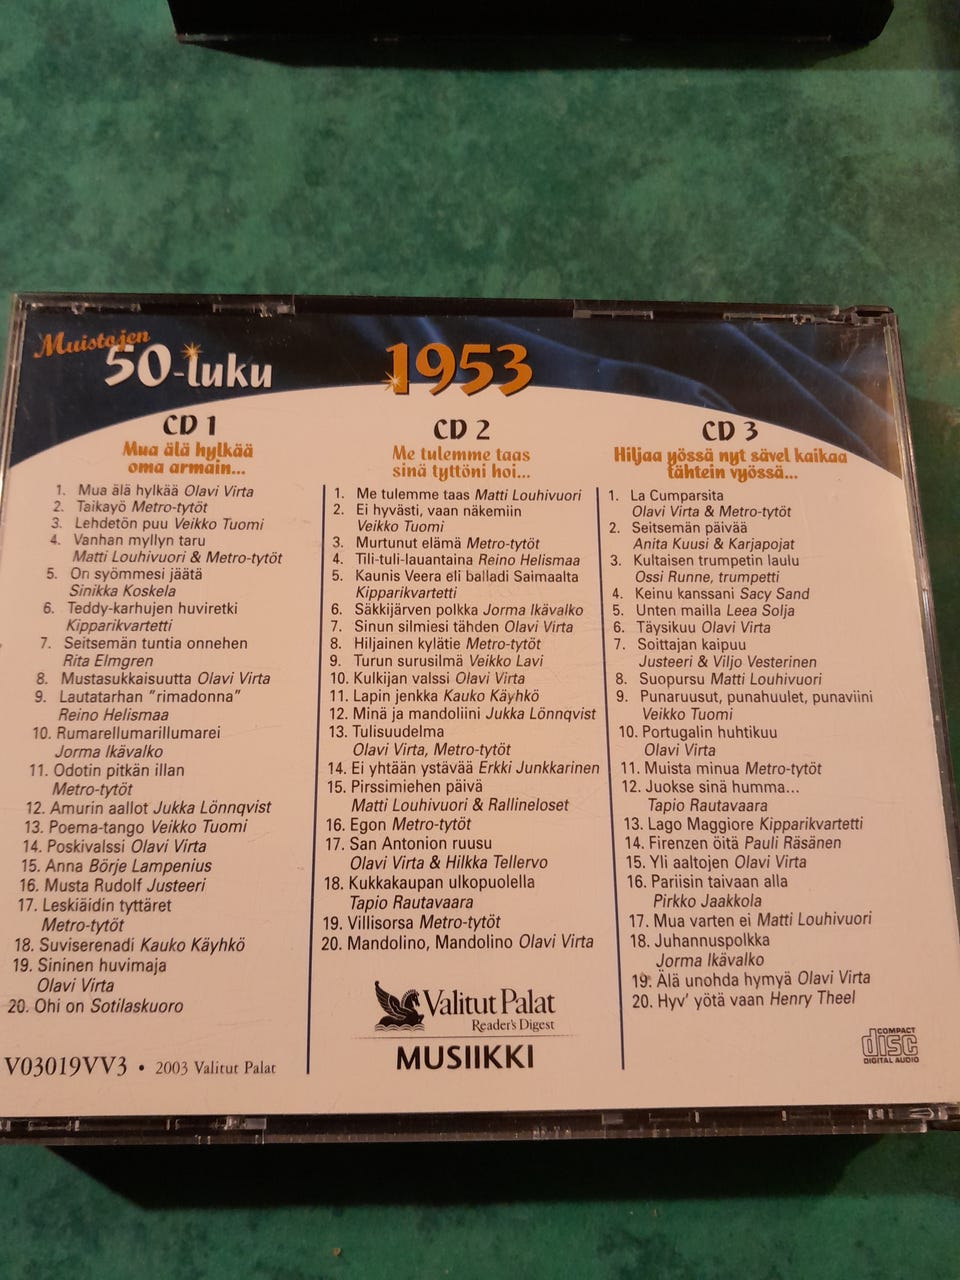 Muistojen
50-luku
1953
CD 1
Mua älä hylkää
oma armain...
1. Mua älä hylkää Olavi Virta
2. Taikayö Metro-tytöt
3. Lehdetön puu Veikko Tuomi
4. Vanhan myllyn taru
Matti Louhivuori & Metro-tytöt
5. On syömmesi jäätä
Sinikka Koskela
6. Teddy-karhujen huviretki
Kipparikvartetti
7. Seitsemän tuntia onnehen
Rita Elmgren
8. Mustasukkaisuutta Olavi Virta
9. Lautatarhan "rimadonna"
Reino Helismaa
10. Rumarellumarillumarei
Jorma Ikävalko
11. Odotin pitkän illan
Metro-tytöt
12. Amurin aallot Jukka Lönnqvist
13. Poema-tango Veikko Tuomi
14. Poskivalssi Olavi Virta
15. Anna Börje Lampenius
16. Musta Rudolf Justeeri
17. Leskiäidin tyttäret
Metro-tytöt
18. Suviserenadi Kauko Käyhkö
19. Sininen huvimaja
Olavi Virta
20. Ohi on Sotilaskuoro
V03019VV3 • 2003 Valitut Palat
CD 2
Me tulemme taas
sinä tyttöni hoi...
1. Me tulemme taas Matti Louhivuori
2. Ei hyvästi, vaan näkemiin
Veikko Tuomi
3. Murtunut elämä Metro-tytöt
4. Tili-tuli-lauantaina Reino Helismaa
5. Kaunis Veera eli balladi Saimaalta
Kipparikvartetti
6. Säkkijärven polkka Jorma Ikävalko
7. Sinun silmiesi tähden Olavi Virta
8. Hiljainen kylätie Metro-tytöt
9. Turun surusilmä Veikko Lavi
10. Kulkijan valssi Olavi Virta
11. Lapin jenkka Kauko Käyhkö
12. Minä ja mandoliini Jukka Lönnqvist
13. Tulisuudelma
Olavi Virta, Metro-tytöt
14. Ei yhtään ystävää Erkki Junkkarinen
15. Pirssimiehen päivä
Matti Louhivuori & Rallineloset
16. Egon Metro-tytöt
17. San Antonion ruusu
Olavi Virta & Hilkka Tellervo
18. Kukkakaupan ulkopuolella
Tapio Rautavaara
19. Villisorsa Metro-tytöt
20. Mandolino, Mandolino Olavi Virta
Valitut Palat
Reader's Digest
MUSIIKKI
CD 3
Hiljaa yössä nyt sävel kaikaa
tähtein vyössä...
1. La Cumparsita
Olavi Virta & Metro-tytöt
2. Seitsemän päivää
Anita Kuusi & Karjapojat
3. Kultaisen trumpetin laulu
Ossi Runne, trumpetti
4. Keinu kanssani Sacy Sand
5. Unten mailla Leea Solja
6. Täysikuu Olavi Virta
7. Soittajan kaipuu
Justeeri & Viljo Vesterinen
8. Suopursu Matti Louhivuori
9. Punaruusut, punahuulet, punaviini
Veikko Tuomi
10. Portugalin huhtikuu
Olavi Virta
11. Muista minua Metro-tytöt
12. Juokse sinä humma...
Tapio Rautavaara
13. Lago Maggiore Kipparikvartetti
14. Firenzen öitä Pauli Räsänen
15. Yli aaltojen Olavi Virta
16. Pariisin taivaan alla
Pirkko Jaakkola
17. Mua varten ei Matti Louhivuori
18. Juhannuspolkka
Jorma Ikävalko
19. Älä unohda hymyä Olavi Virta
20. Hyv' yötä vaan Henry Theel
COMPACT
disc
DIGITAL AUDIO